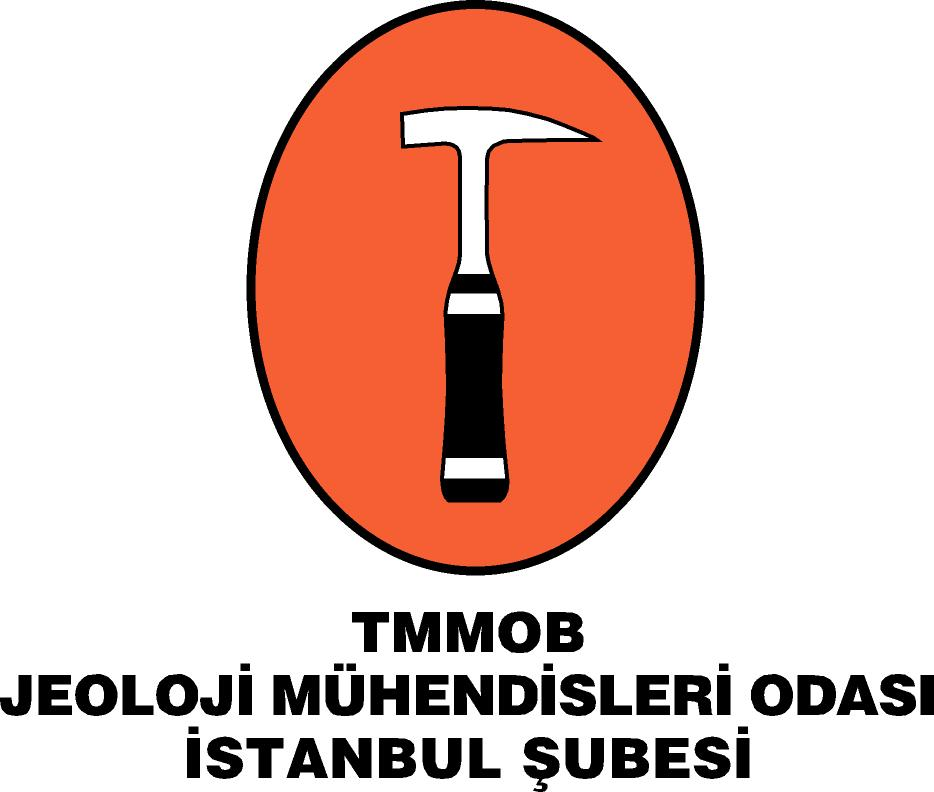 TMMOB
JEOLOJİ MÜHENDİSLERİ ODASI
İSTANBUL ŞUBESİ